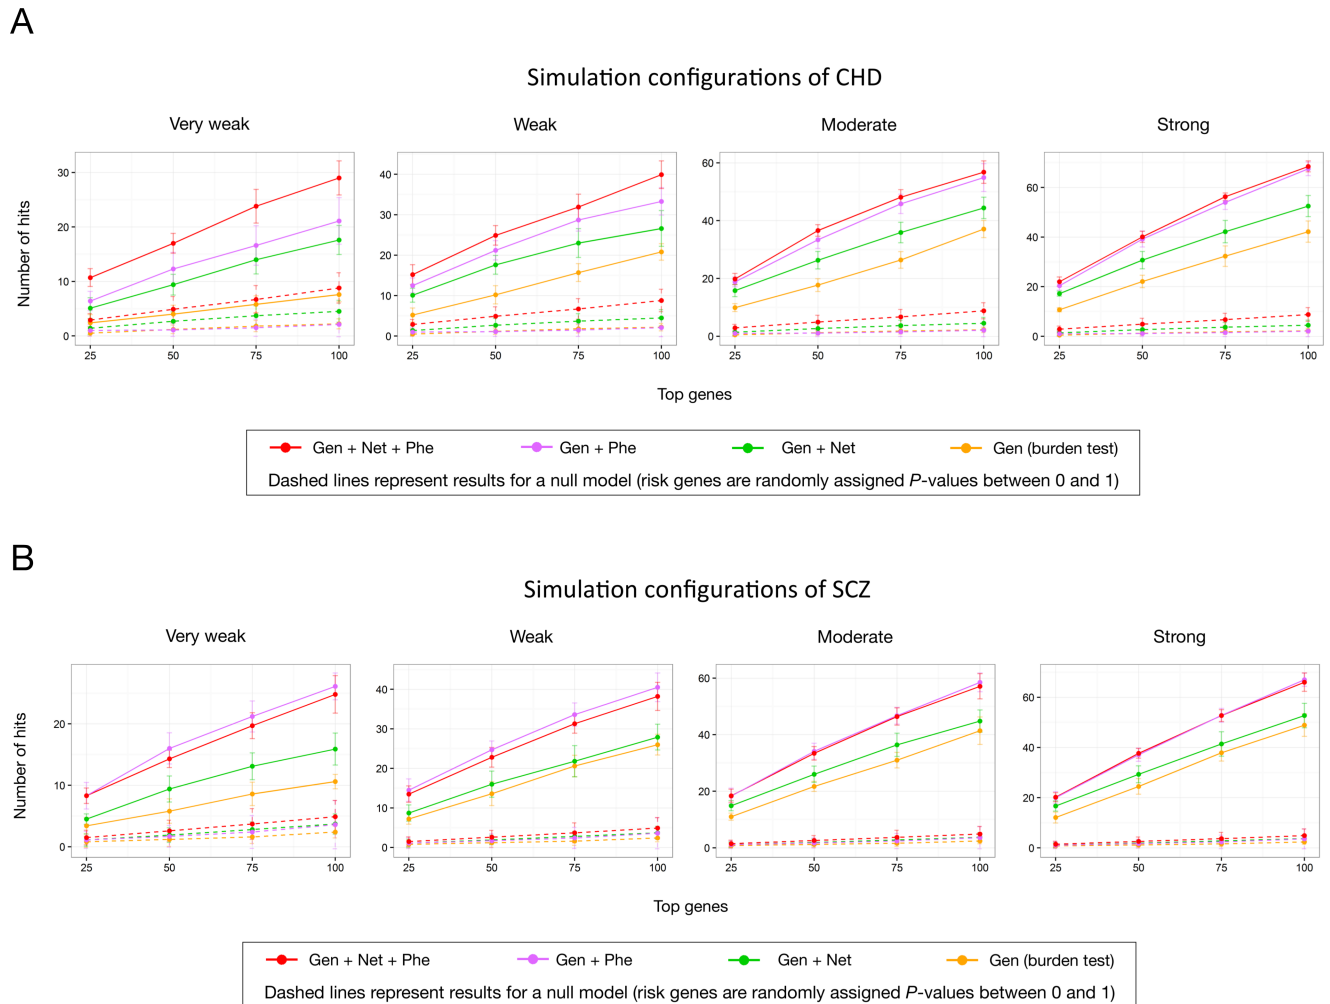 A
Simulation configurations of CHD
Very weak Weak Moderate Strong
Number of hits
30
20
10
0
25 50 75 100
40
30
20
10
0
25 50 75 100
60
40
20
0
25 50 75 100
60
40
20
0
25 50 75 100
Top genes
Gen + Net + Phe Gen + Phe Gen + Net Gen (burden test)
Dashed lines represent results for a null model (risk genes are randomly assigned P-values between 0 and 1)
B
Simulation configurations of SCZ
Very weak Weak Moderate Strong
Number of hits
20
10
0
25 50 75 100
40
30
20
10
0
25 50 75 100
60
40
20
0
25 50 75 100
60
40
20
0
25 50 75 100
Top genes
Gen + Net + Phe Gen + Phe Gen + Net Gen (burden test)
Dashed lines represent results for a null model (risk genes are randomly assigned P-values between 0 and 1)